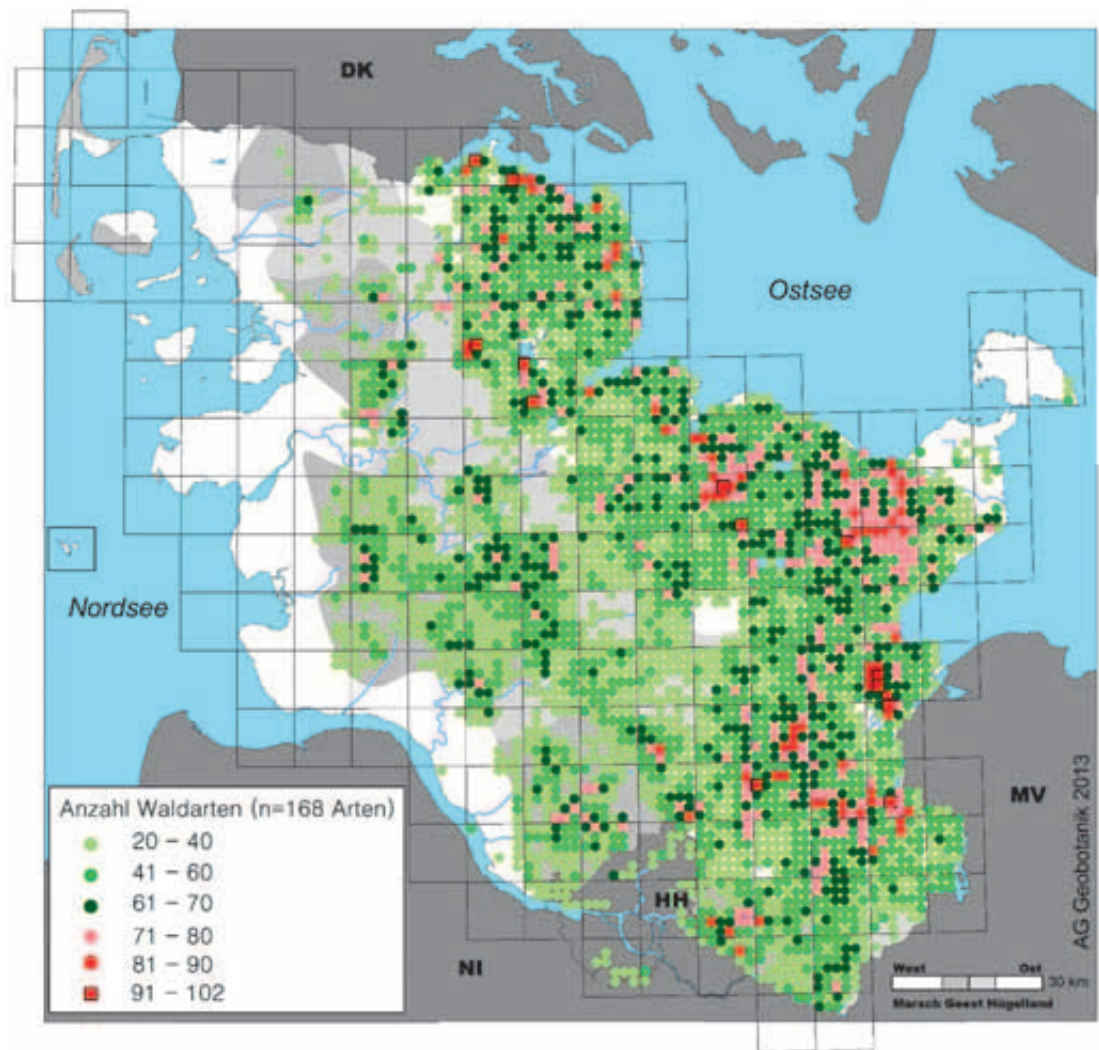 DK
Ostsee
Nordsee
Anzahl Waldarten (n=168 Arten)
20 – 40
41 – 60
61 – 70
71 – 80
81 – 90
91 – 102
HH
NI
MV
AG Geobotanik 2013
West Ost
30 km
Marsch Geest Hügelland